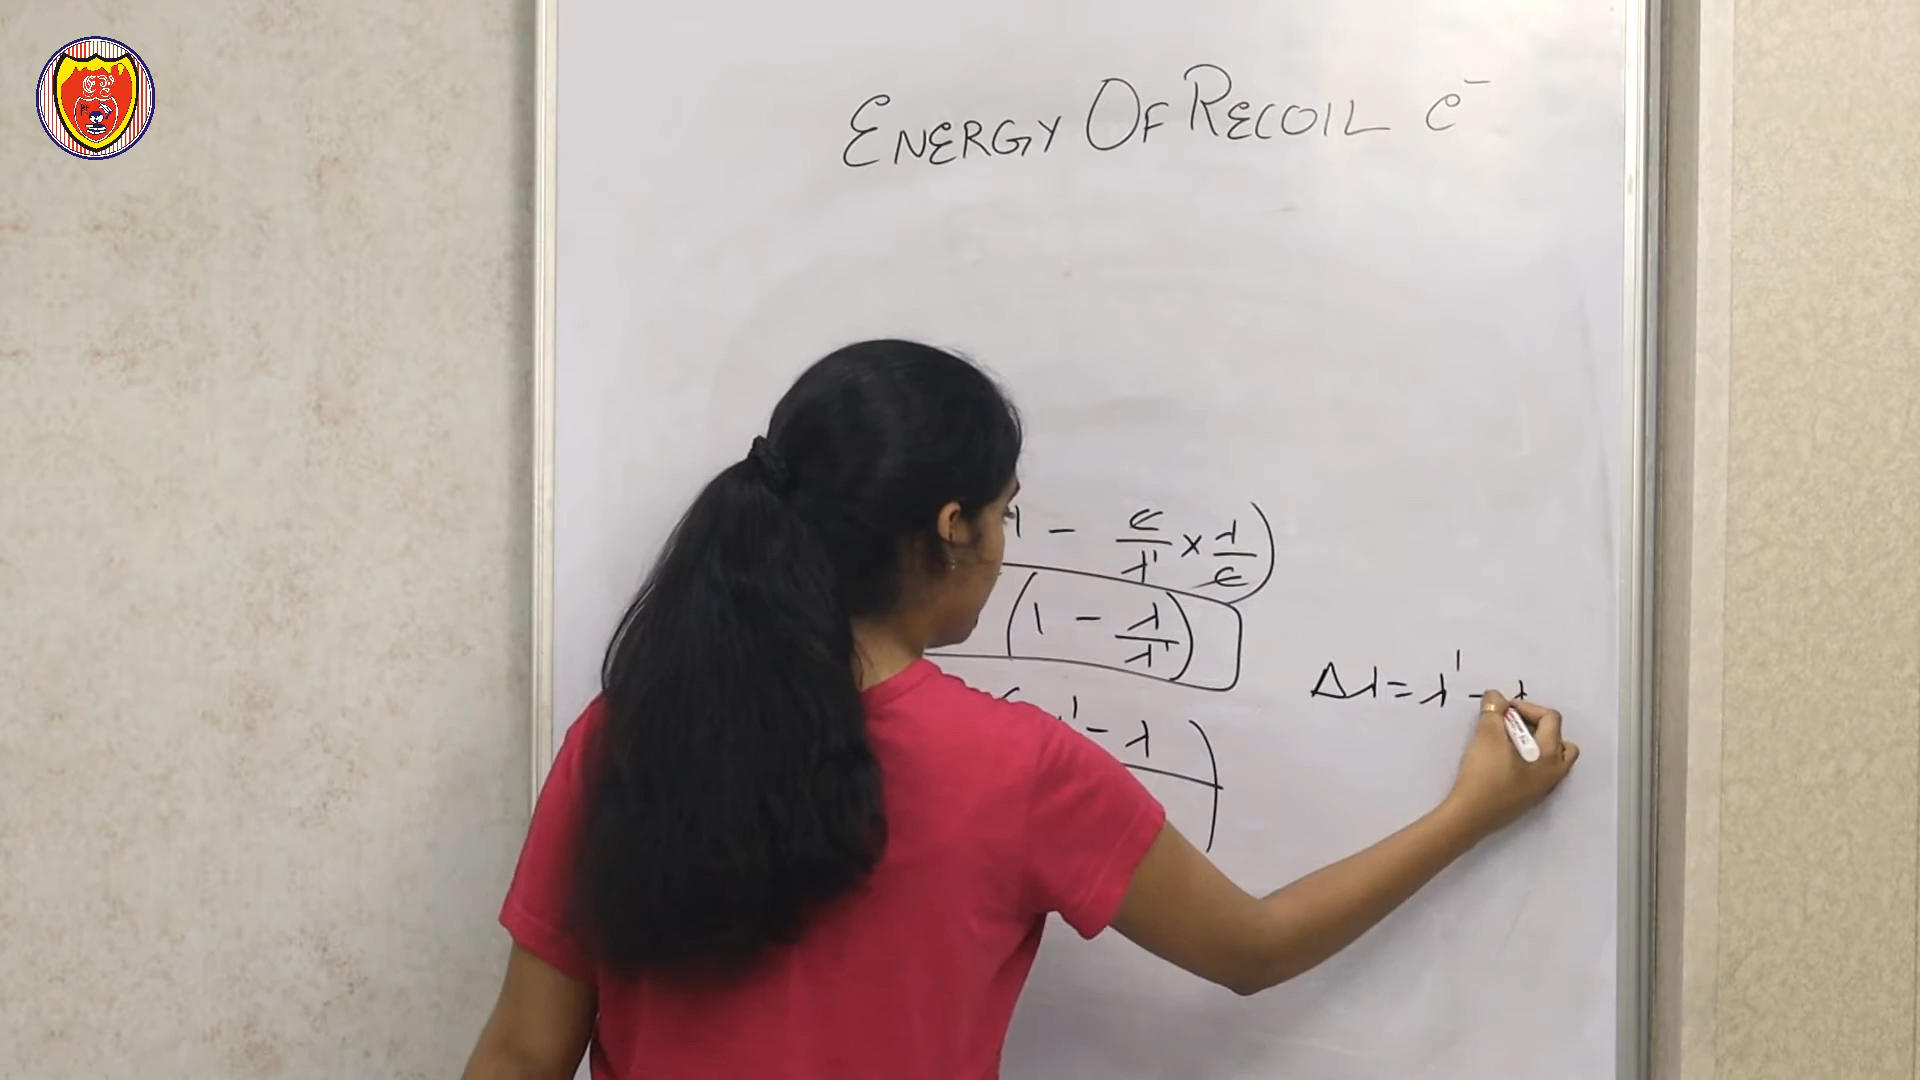 ENERGY OF RECOIL e⁻
1 - c/λ' × λ/c)
(1 - λ/λ')
Δλ = λ' - λ
' - λ)